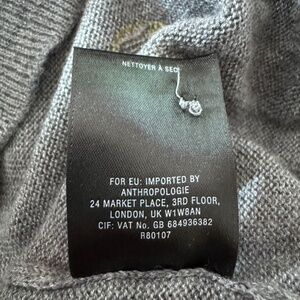 NETTOYER À SEC
FOR EU: IMPORTED BY
ANTHROPOLOGIE
24 MARKET PLACE, 3RD FLOOR,
LONDON, UK W1W8AN
CIF: VAT No. GB 684936382
R80107